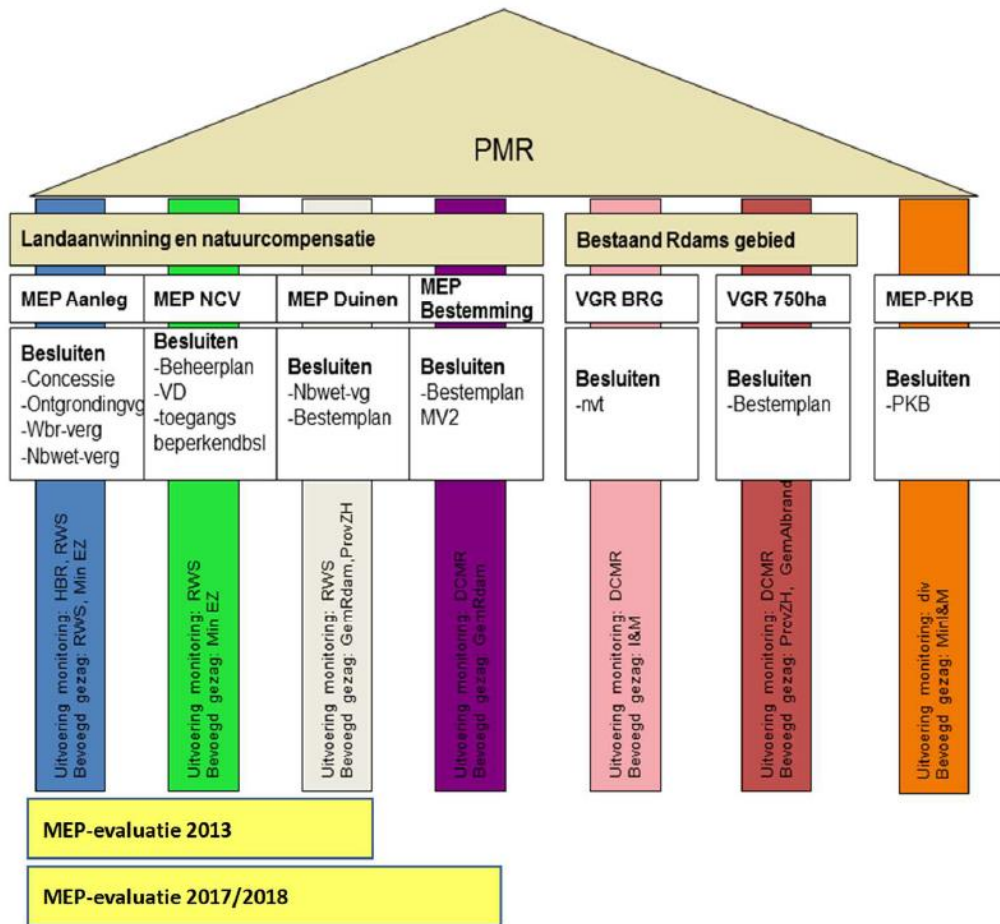 PMR
Landaanwinning en natuurcompensatie
Bestaand Rdams gebied
MEP Aanleg
MEP NCV
MEP Duinen
MEP
Bestemming
VGR BRG
VGR 750ha
MEP-PKB
Besluiten
-Concessie
-Ontgrondingvg
-Wbr-verg
-Nbwet-verg
Besluiten
-Beheerplan
-VD
-toegangs
beperkendbsl
Besluiten
-Nbwet-vg
-Bestemplan
Besluiten
-Bestemplan
MV2
Besluiten
-nvt
Besluiten
-Bestemplan
Besluiten
-PKB
Uitvoering monitoring: HBR, RWS
Bevoegd gezag: RWS, Min EZ
Uitvoering monitoring: RWS
Bevoegd gezag: Min EZ
Uitvoering monitoring: RWS
Bevoegd gezag: GemRdam,ProvZH
Uitvoering monitoring: DCMR
Bevoegd gezag: GemRdam
Uitvoering monitoring: DCMR
Bevoegd gezag: I&M
Uitvoering monitoring: DCMR
Bevoegd gezag: ProvZH, GemAlbrand
Uitvoering monitoring: div
Bevoegd gezag: MinI&M
MEP-evaluatie 2013
MEP-evaluatie 2017/2018